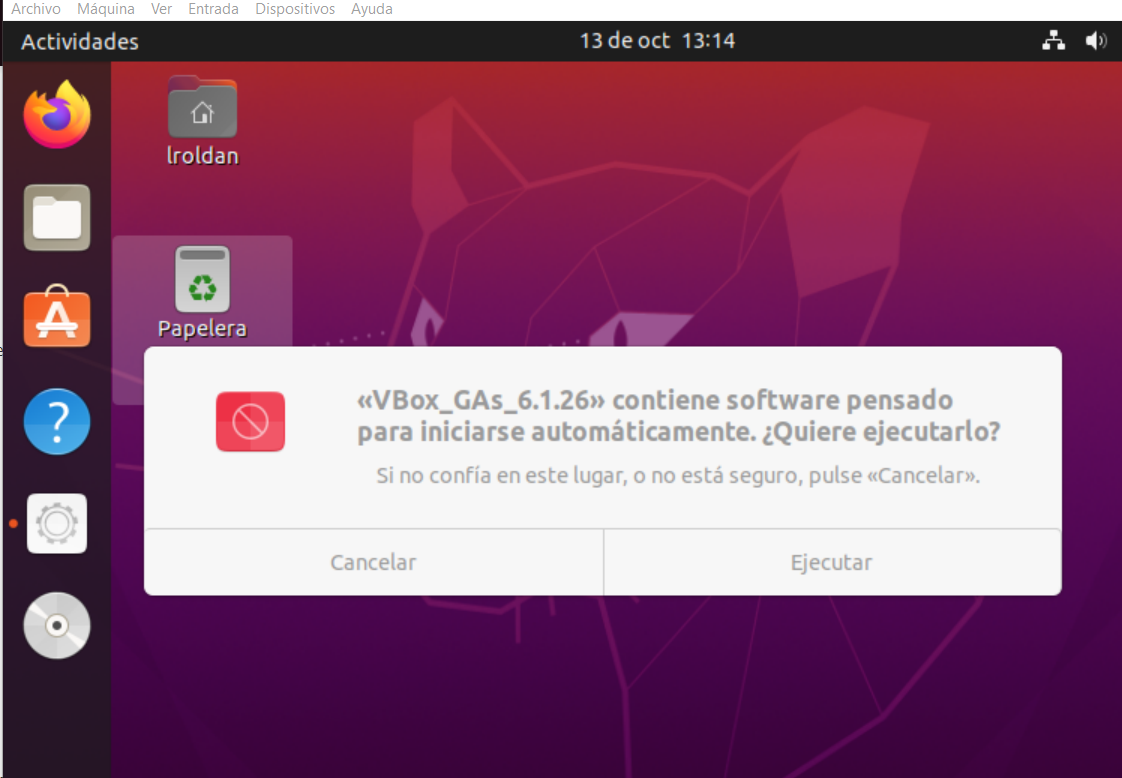 Archivo Máquina Ver Entrada Dispositivos Ayuda
Actividades 13 de oct 13:14
lroldan
Papelera
«VBox_GAs_6.1.26» contiene software pensado
para iniciarse automáticamente. ¿Quiere ejecutarlo?
Si no confía en este lugar, o no está seguro, pulse «Cancelar».
Cancelar Ejecutar